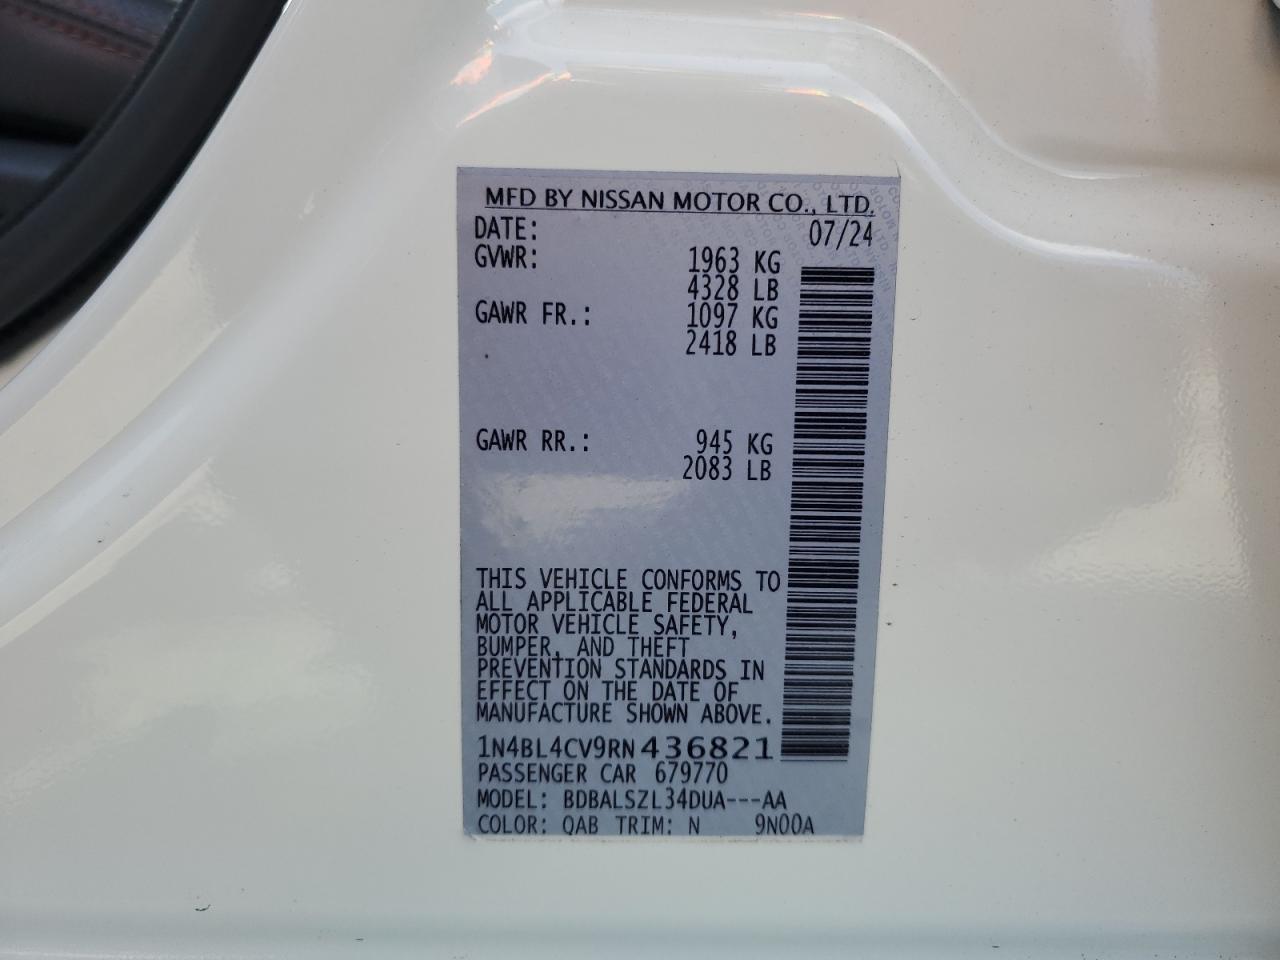 MFD BY NISSAN MOTOR CO., LTD.
DATE: 07/24
GVWR: 1963 KG
4328 LB
GAWR FR.: 1097 KG
2418 LB
GAWR RR.: 945 KG
2083 LB
THIS VEHICLE CONFORMS TO
ALL APPLICABLE FEDERAL
MOTOR VEHICLE SAFETY,
BUMPER, AND THEFT
PREVENTION STANDARDS IN
EFFECT ON THE DATE OF
MANUFACTURE SHOWN ABOVE.
1N4BL4CV9RN436821
PASSENGER CAR 679770
MODEL: BDBALSZL34DUA---AA
COLOR: QAB TRIM: N 9N00A